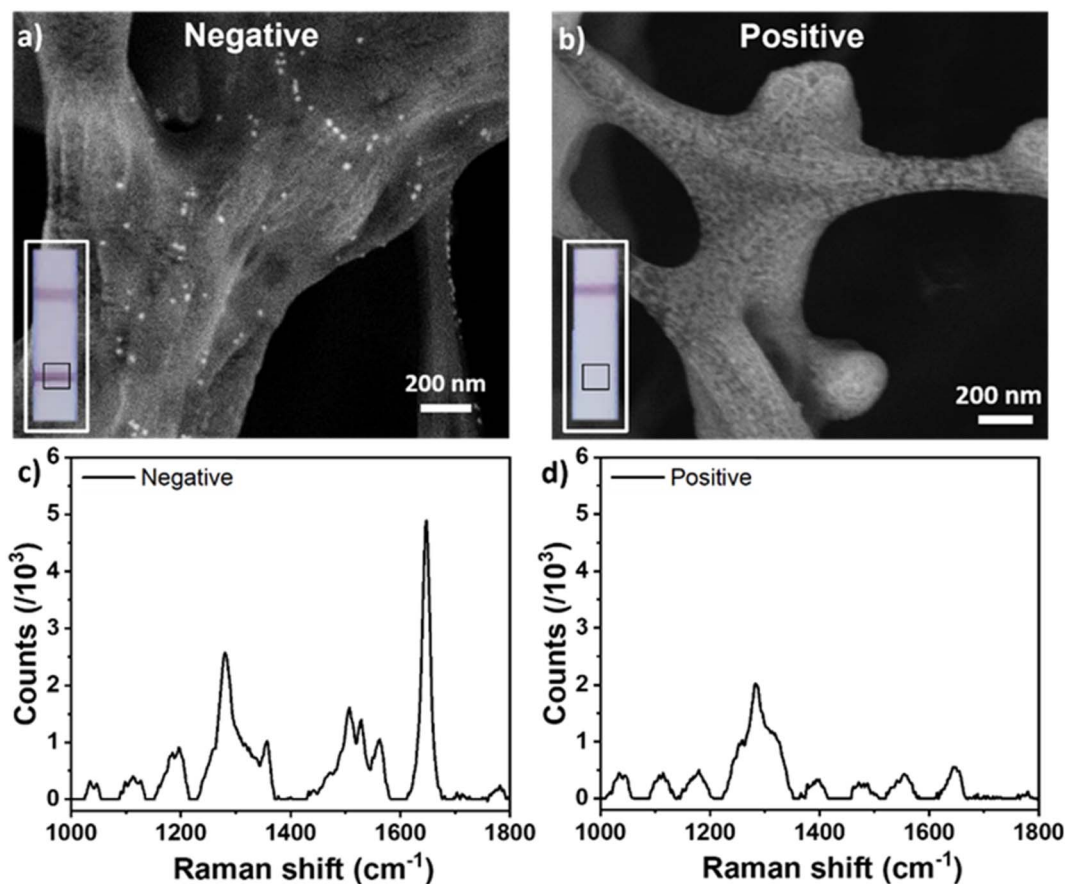 a) Negative
200 nm
b) Positive
200 nm
c) Negative
6
5
4
3
2
1
0
Counts (/10³)
1000 1200 1400 1600 1800
Raman shift (cm⁻¹)
d) Positive
6
5
4
3
2
1
0
Counts (/10³)
1000 1200 1400 1600 1800
Raman shift (cm⁻¹)